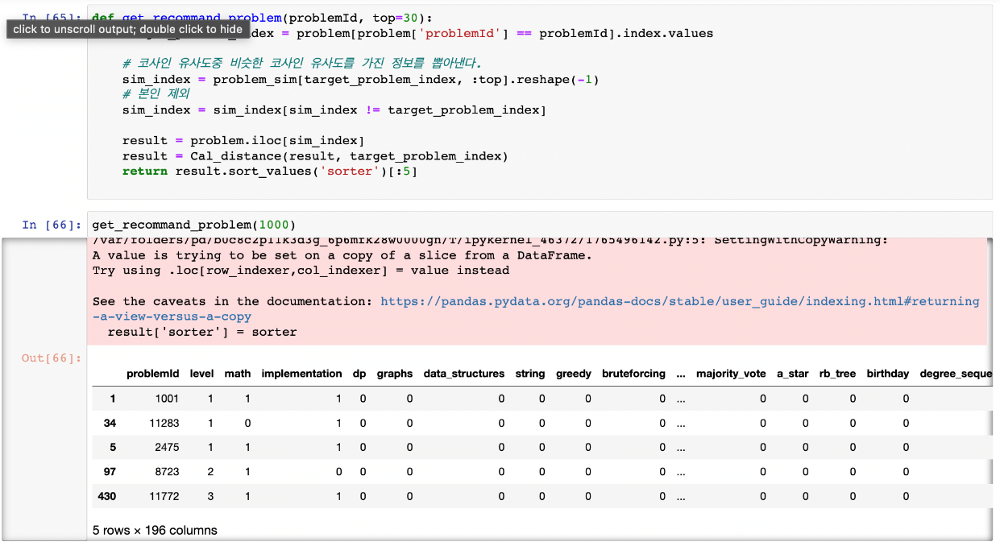 In [65]: def get_recommand_problem(problemId, top=30):
click to unscroll output; double click to hide
dex = problem[problem['problemId'] == problemId].index.values
# 코사인 유사도중 비슷한 코사인 유사도를 가진 정보를 뽑아낸다.
sim_index = problem_sim[target_problem_index, :top].reshape(-1)
# 본인 제외
sim_index = sim_index[sim_index != target_problem_index]
result = problem.iloc[sim_index]
result = Cal_distance(result, target_problem_index)
return result.sort_values('sorter')[:5]
In [66]: get_recommand_problem(1000)
SettingWithCopyWarning:
A value is trying to be set on a copy of a slice from a DataFrame.
Try using .loc[row_indexer,col_indexer] = value instead
See the caveats in the documentation: https://pandas.pydata.org/pandas-docs/stable/user_guide/indexing.html#returning
-a-view-versus-a-copy
result['sorter'] = sorter
Out[66]:
problemId level math implementation dp graphs data_structures string greedy bruteforcing ... majority_vote a_star rb_tree birthday degree_seque
1 1001 1 1 1 0 0 0 0 0 0 ... 0 0 0 0
34 11283 1 0 1 0 0 0 0 0 0 ... 0 0 0 0
5 2475 1 1 1 0 0 0 0 0 0 ... 0 0 0 0
97 8723 2 1 0 0 0 0 0 0 0 ... 0 0 0 0
430 11772 3 1 1 0 0 0 0 0 0 ... 0 0 0 0
5 rows × 196 columns